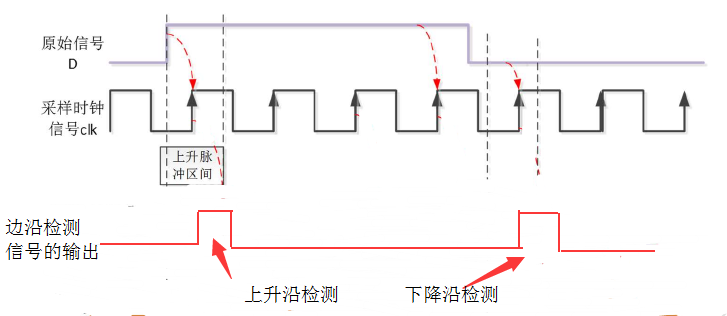 原始信号
D
采样时钟
信号clk
上升脉
冲区间
边沿检测
信号的输出
上升沿检测
下降沿检测